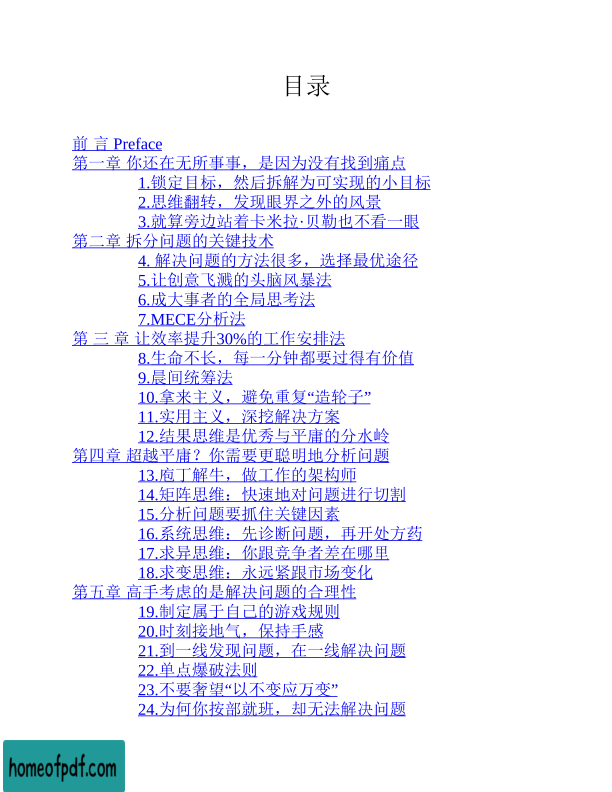 目录
前 言 Preface
第一章 你还在无所事事，是因为没有找到痛点
1.锁定目标，然后拆解为可实现的小目标
2.思维翻转，发现眼界之外的风景
3.就算旁边站着卡米拉·贝勒也不看一眼
第二章 拆分问题的关键技术
4. 解决问题的方法很多，选择最优途径
5.让创意飞溅的头脑风暴法
6.成大事者的全局思考法
7.MECE分析法
第 三 章 让效率提升30%的工作安排法
8.生命不长，每一分钟都要过得有价值
9.晨间统筹法
10.拿来主义，避免重复“造轮子”
11.实用主义，深挖解决方案
12.结果思维是优秀与平庸的分水岭
第四章 超越平庸？你需要更聪明地分析问题
13.庖丁解牛，做工作的架构师
14.矩阵思维：快速地对问题进行切割
15.分析问题要抓住关键因素
16.系统思维：先诊断问题，再开处方药
17.求异思维：你跟竞争者差在哪里
18.求变思维：永远紧跟市场变化
第五章 高手考虑的是解决问题的合理性
19.制定属于自己的游戏规则
20.时刻接地气，保持手感
21.到一线发现问题，在一线解决问题
22.单点爆破法则
23.不要奢望“以不变应万变”
24.为何你按部就班，却无法解决问题
homeofpdf.com